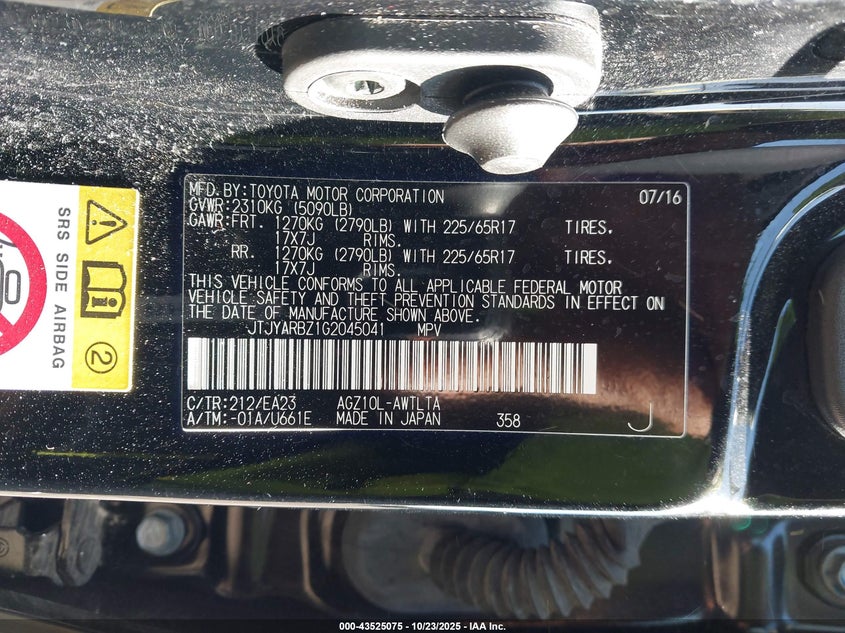 MFD. BY: TOYOTA MOTOR CORPORATION 07/16
GVWR: 2310KG (5090LB)
GAWR: FRT. 1270KG (2790LB) WITH 225/65R17 TIRES.
17X7J RIMS.
RR. 1270KG (2790LB) WITH 225/65R17 TIRES.
17X7J RIMS.
THIS VEHICLE CONFORMS TO ALL APPLICABLE FEDERAL MOTOR
VEHICLE SAFETY AND THEFT PREVENTION STANDARDS IN EFFECT ON
THE DATE OF MANUFACTURE SHOWN ABOVE.
JTJYARBZ1G2045041 MPV
C/TR: 212/EA23 AGZ10L-AWTLTA
A/TM: -01A/U661E MADE IN JAPAN 358 J
SRS SIDE AIRBAG
2
000-43525075 - 10/23/2025 - IAA Inc.